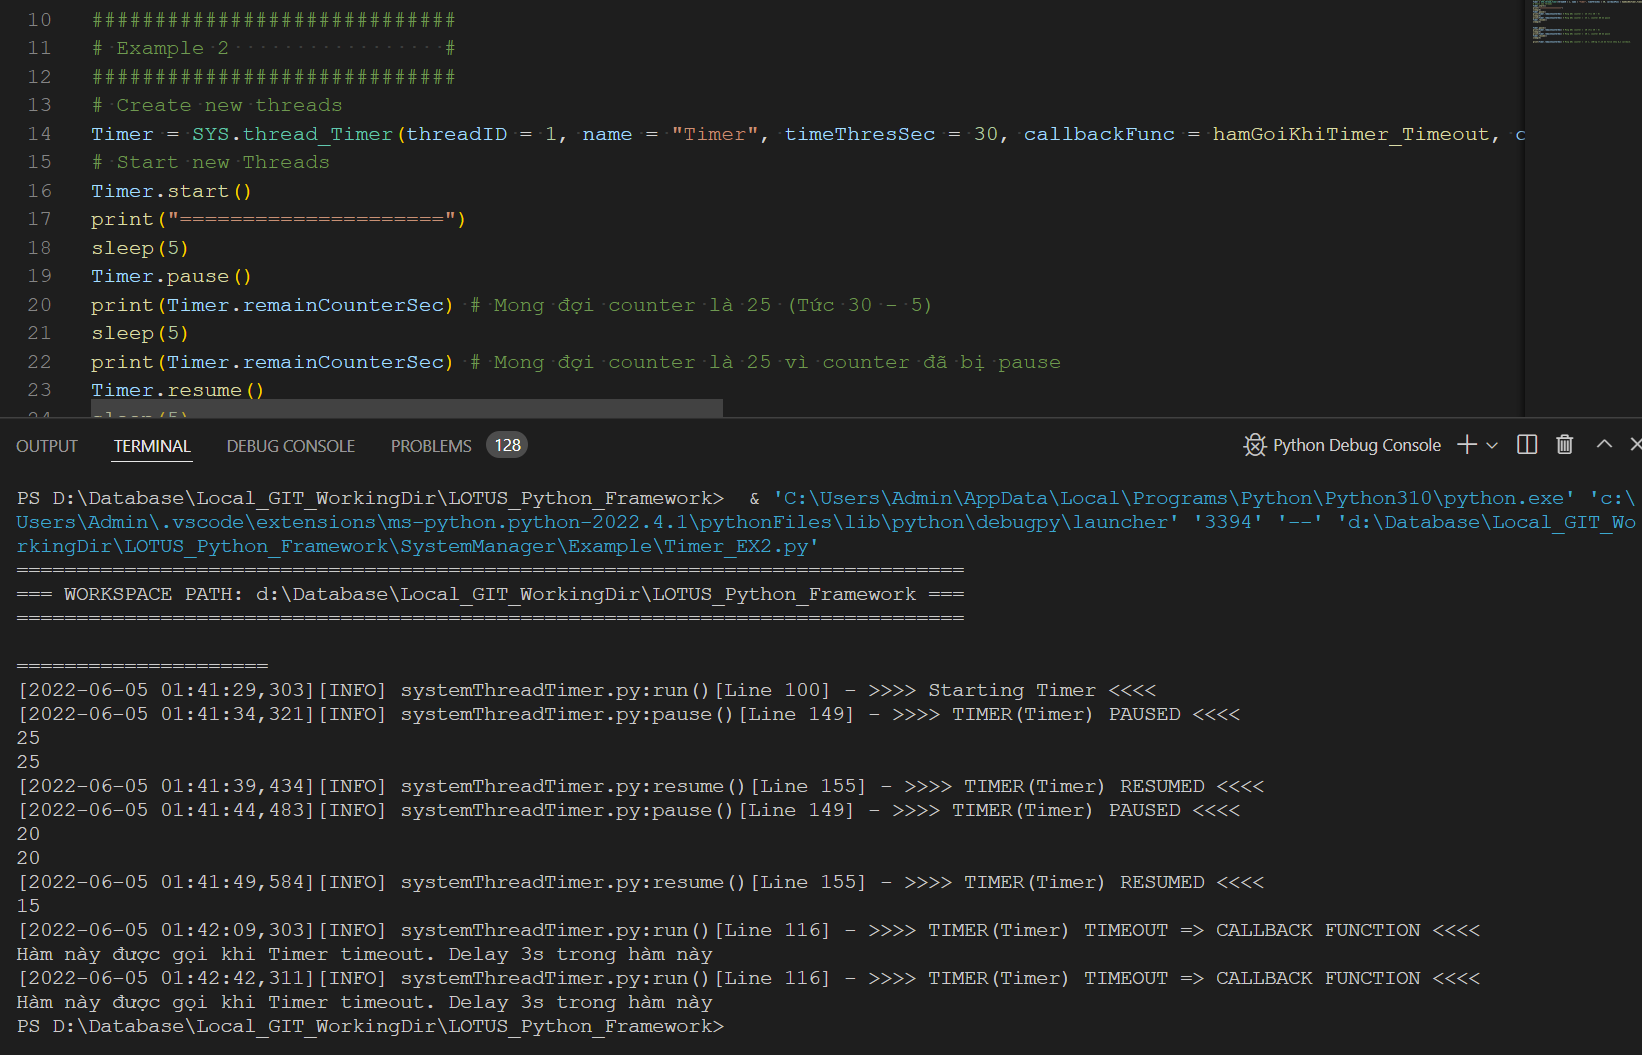 10 #############################
11 # Example 2 #
12 #############################
13 # Create new threads
14 Timer = SYS.thread_Timer(threadID = 1, name = "Timer", timeThresSec = 30, callbackFunc = hamGoiKhiTimer_Timeout, c
15 # Start new Threads
16 Timer.start()
17 print("=====================")
18 sleep(5)
19 Timer.pause()
20 print(Timer.remainCounterSec) # Mong đợi counter là 25 (Tức 30 - 5)
21 sleep(5)
22 print(Timer.remainCounterSec) # Mong đợi counter là 25 vì counter đã bị pause
23 Timer.resume()
24 sleep(5)
OUTPUT TERMINAL DEBUG CONSOLE PROBLEMS 128 Python Debug Console
PS D:\Database\Local_GIT_WorkingDir\LOTUS_Python_Framework>  & 'C:\Users\Admin\AppData\Local\Programs\Python\Python310\python.exe' 'c:\
Users\Admin\.vscode\extensions\ms-python.python-2022.4.1\pythonFiles\lib\python\debugpy\launcher' '3394' '--' 'd:\Database\Local_GIT_Wo
rkingDir\LOTUS_Python_Framework\SystemManager\Example\Timer_EX2.py'
===============================================================================
=== WORKSPACE PATH: d:\Database\Local_GIT_WorkingDir\LOTUS_Python_Framework ===
===============================================================================
=====================
[2022-06-05 01:41:29,303][INFO] systemThreadTimer.py:run()[Line 100] - >>>> Starting Timer <<<<
[2022-06-05 01:41:34,321][INFO] systemThreadTimer.py:pause()[Line 149] - >>>> TIMER(Timer) PAUSED <<<<
25
25
[2022-06-05 01:41:39,434][INFO] systemThreadTimer.py:resume()[Line 155] - >>>> TIMER(Timer) RESUMED <<<<
[2022-06-05 01:41:44,483][INFO] systemThreadTimer.py:pause()[Line 149] - >>>> TIMER(Timer) PAUSED <<<<
20
20
[2022-06-05 01:41:49,584][INFO] systemThreadTimer.py:resume()[Line 155] - >>>> TIMER(Timer) RESUMED <<<<
15
[2022-06-05 01:42:09,303][INFO] systemThreadTimer.py:run()[Line 116] - >>>> TIMER(Timer) TIMEOUT => CALLBACK FUNCTION <<<<
Hàm này được gọi khi Timer timeout. Delay 3s trong hàm này
[2022-06-05 01:42:42,311][INFO] systemThreadTimer.py:run()[Line 116] - >>>> TIMER(Timer) TIMEOUT => CALLBACK FUNCTION <<<<
Hàm này được gọi khi Timer timeout. Delay 3s trong hàm này
PS D:\Database\Local_GIT_WorkingDir\LOTUS_Python_Framework>